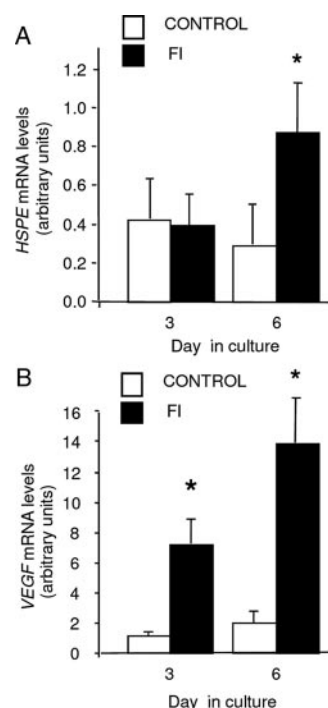 A
CONTROL
FI
*
1.2
1.0
0.8
0.6
0.4
0.2
0.0
HSPE mRNA levels
(arbitrary units)
3 6
Day in culture
B
CONTROL
FI
*
*
16
14
12
10
8
6
4
2
0
VEGF mRNA levels
(arbitrary units)
3 6
Day in culture